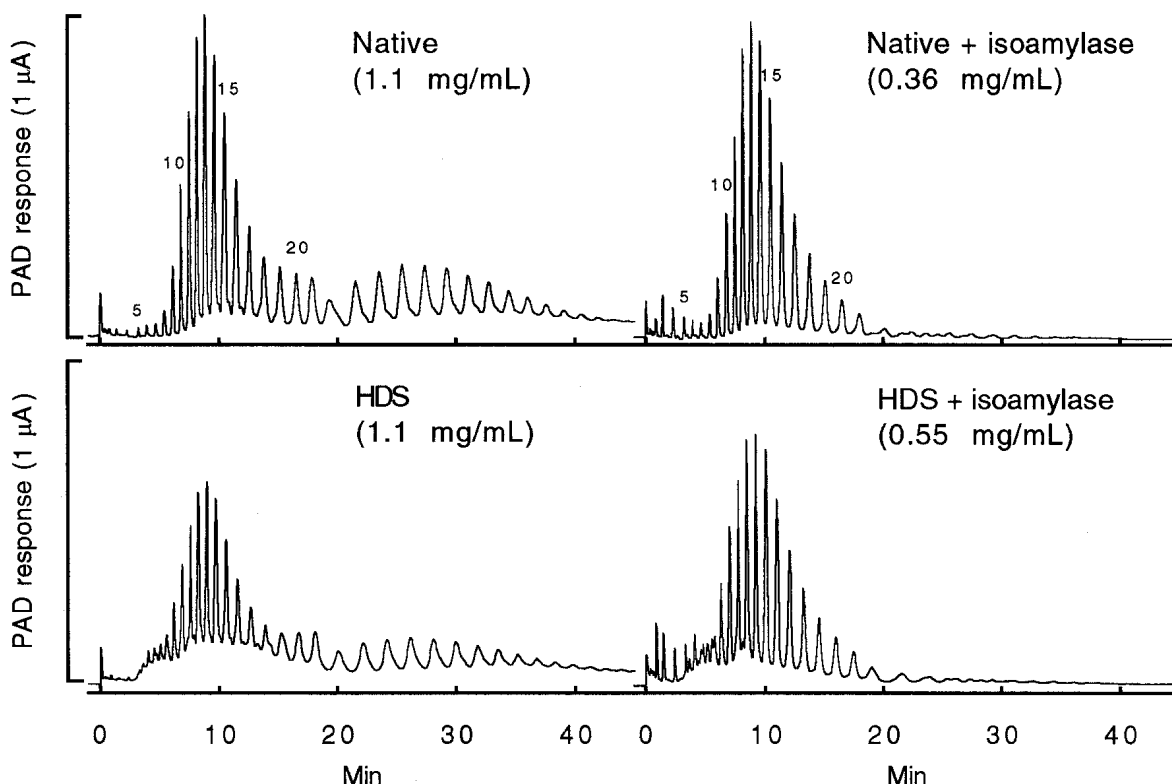 PAD response (1 µA)
Native
(1.1 mg/mL)
5
10
15
20
Native + isoamylase
(0.36 mg/mL)
5
10
15
20
PAD response (1 µA)
HDS
(1.1 mg/mL)
HDS + isoamylase
(0.55 mg/mL)
0 10 20 30 40 0 10 20 30 40
Min Min